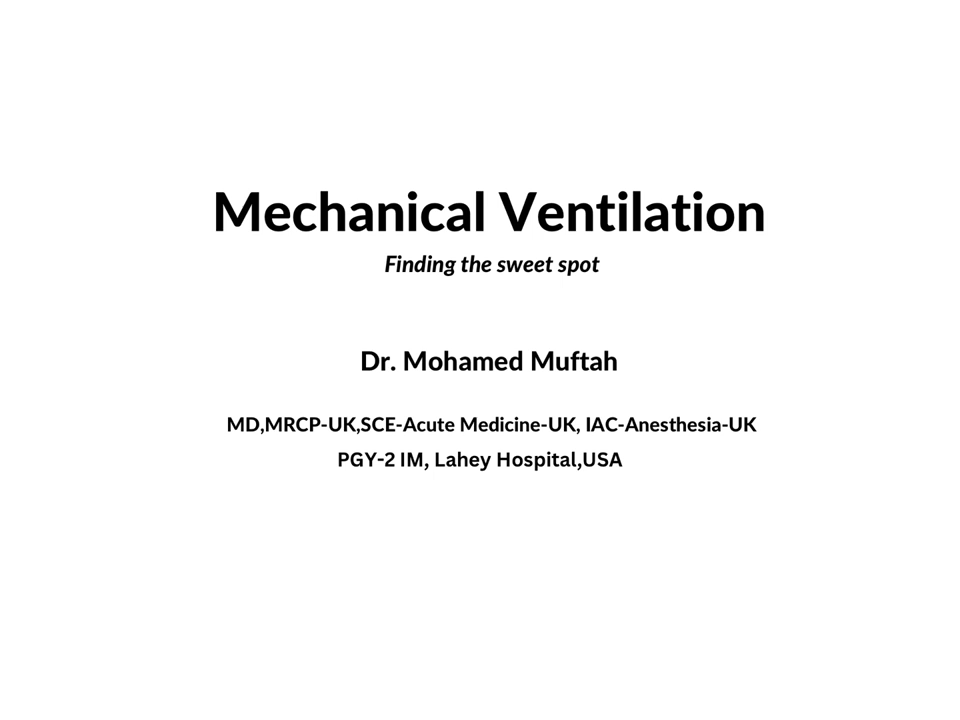 Mechanical Ventilation
Finding the sweet spot
Dr. Mohamed Muftah
MD,MRCP-UK,SCE-Acute Medicine-UK, IAC-Anesthesia-UK
PGY-2 IM, Lahey Hospital,USA